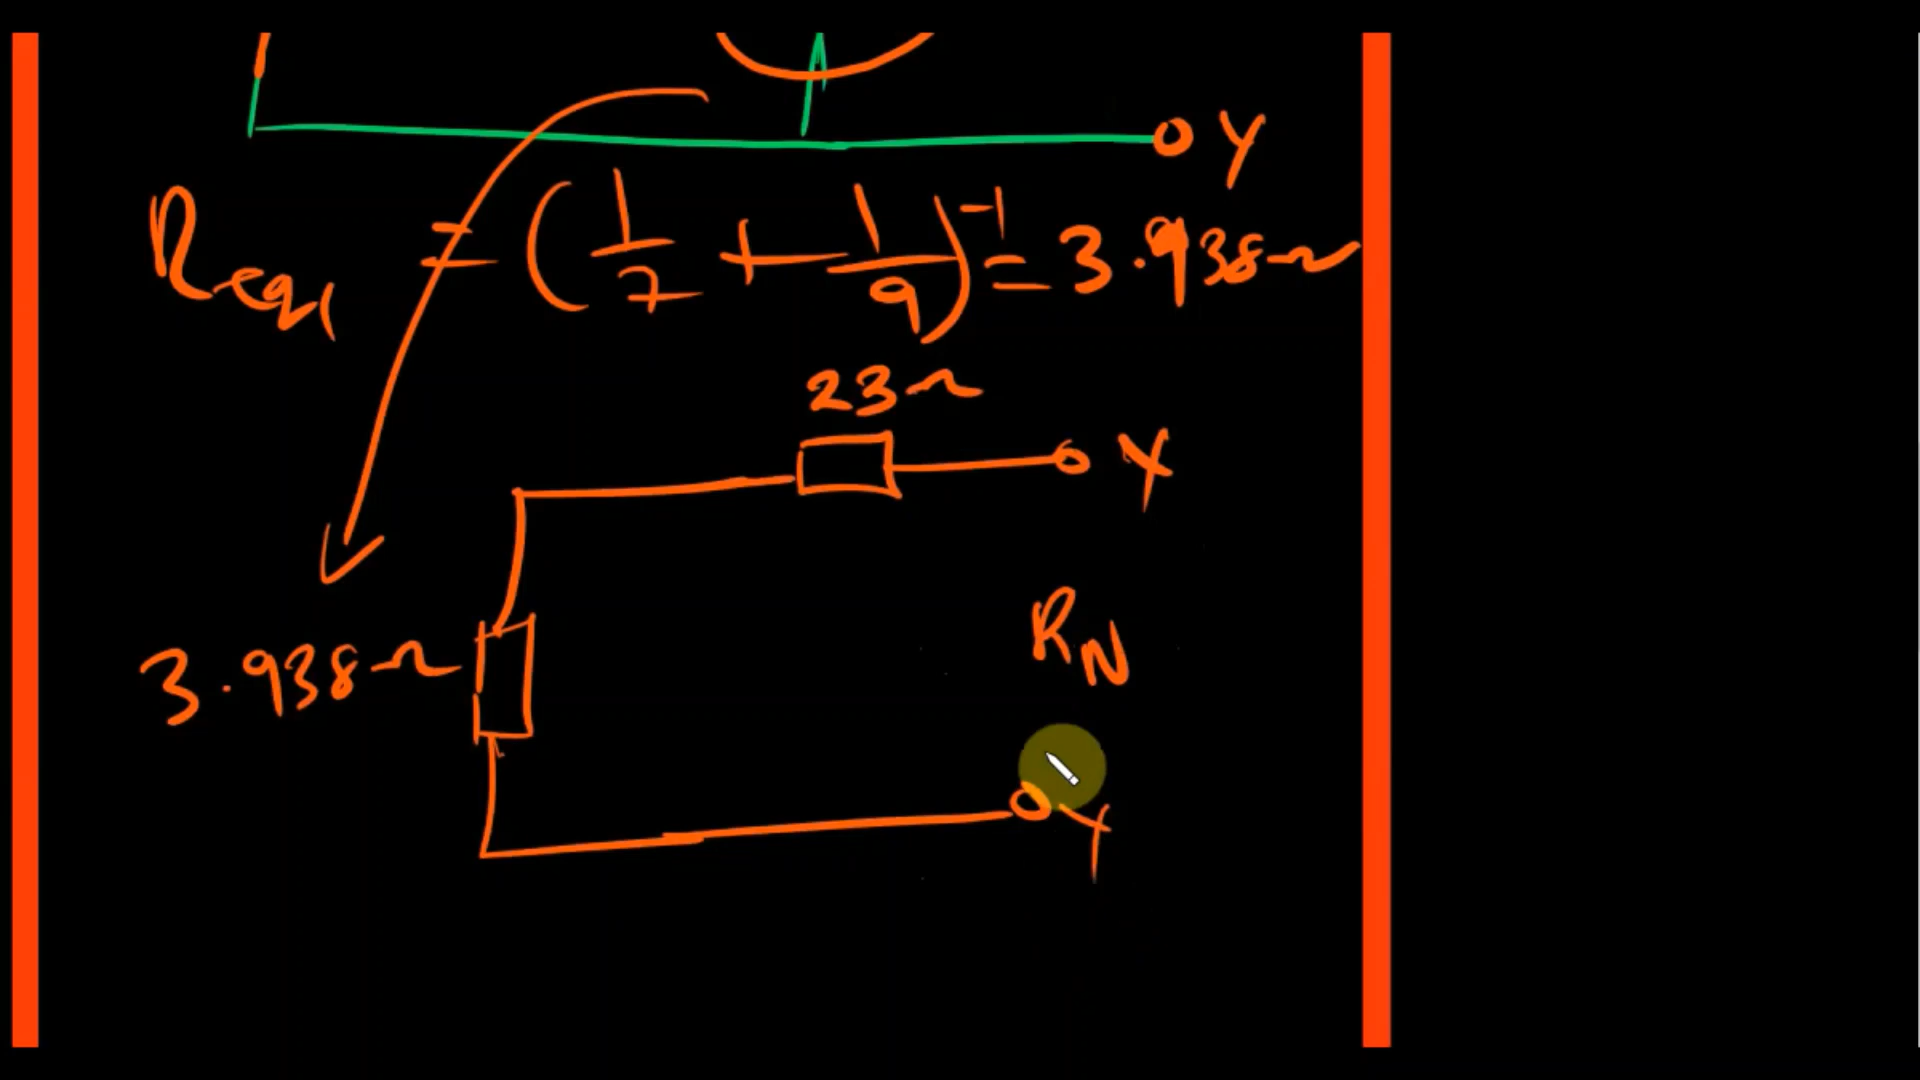 Y
Req1 = (1/7 + 1/9)^-1 = 3.938Ω
23Ω
X
3.938Ω
RN
Y